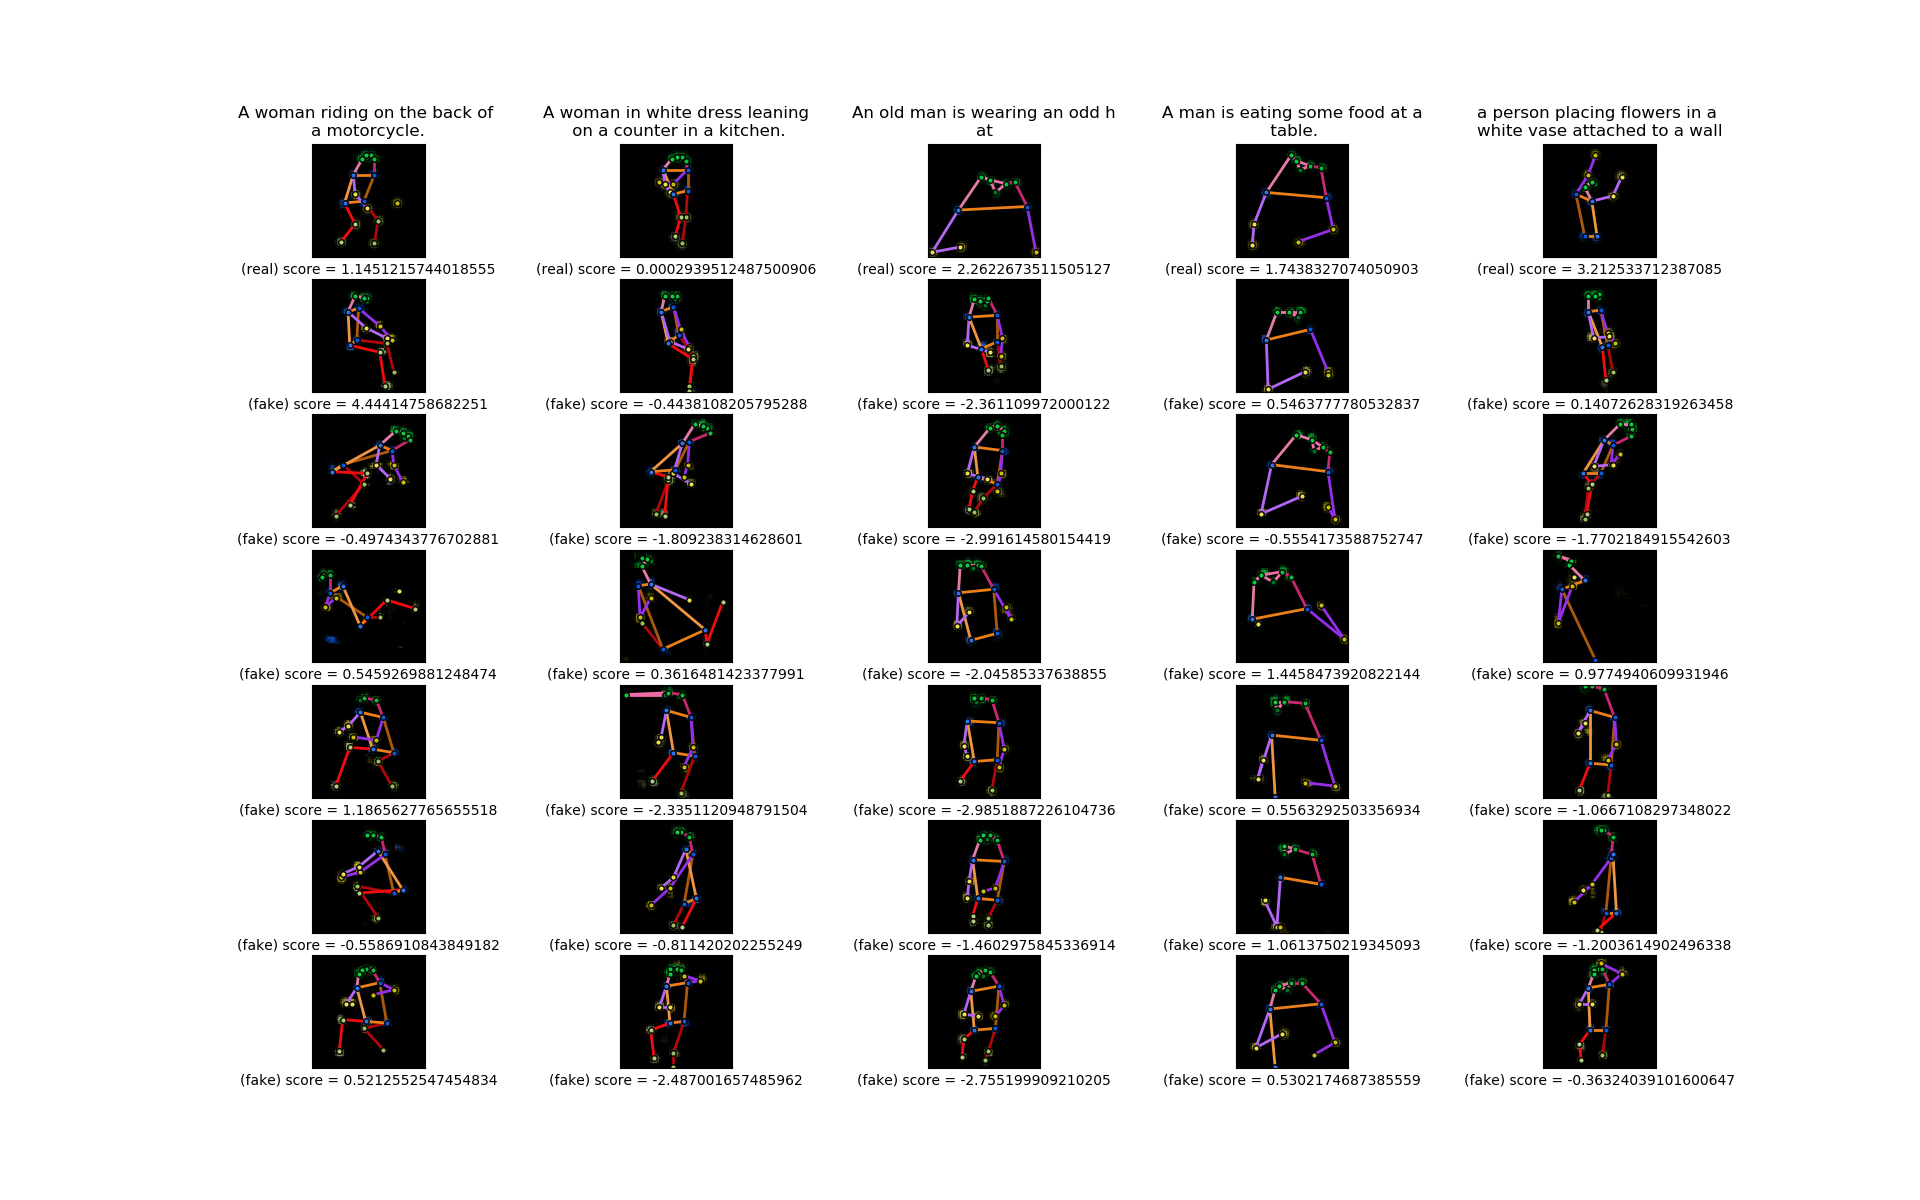 A woman riding on the back of
a motorcycle.
A woman in white dress leaning
on a counter in a kitchen.
An old man is wearing an odd h
at
A man is eating some food at a
table.
a person placing flowers in a
white vase attached to a wall
(real) score = 1.1451215744018555
(real) score = 0.0002939512487500906
(real) score = 2.2622673511505127
(real) score = 1.7438327074050903
(real) score = 3.212533712387085
(fake) score = 4.44414758682251
(fake) score = -0.4438108205795288
(fake) score = -2.361109972000122
(fake) score = 0.5463777780532837
(fake) score = 0.14072628319263458
(fake) score = -0.4974343776702881
(fake) score = -1.809238314628601
(fake) score = -2.991614580154419
(fake) score = -0.5554173588752747
(fake) score = -1.7702184915542603
(fake) score = 0.5459269881248474
(fake) score = 0.3616481423377991
(fake) score = -2.04585337638855
(fake) score = 1.4458473920822144
(fake) score = 0.9774940609931946
(fake) score = 1.1865627765655518
(fake) score = -2.3351120948791504
(fake) score = -2.9851887226104736
(fake) score = 0.5563292503356934
(fake) score = -1.0667108297348022
(fake) score = -0.5586910843849182
(fake) score = -0.811420202255249
(fake) score = -1.4602975845336914
(fake) score = 1.0613750219345093
(fake) score = -1.2003614902496338
(fake) score = 0.5212552547454834
(fake) score = -2.487001657485962
(fake) score = -2.755199909210205
(fake) score = 0.5302174687385559
(fake) score = -0.36324039101600647